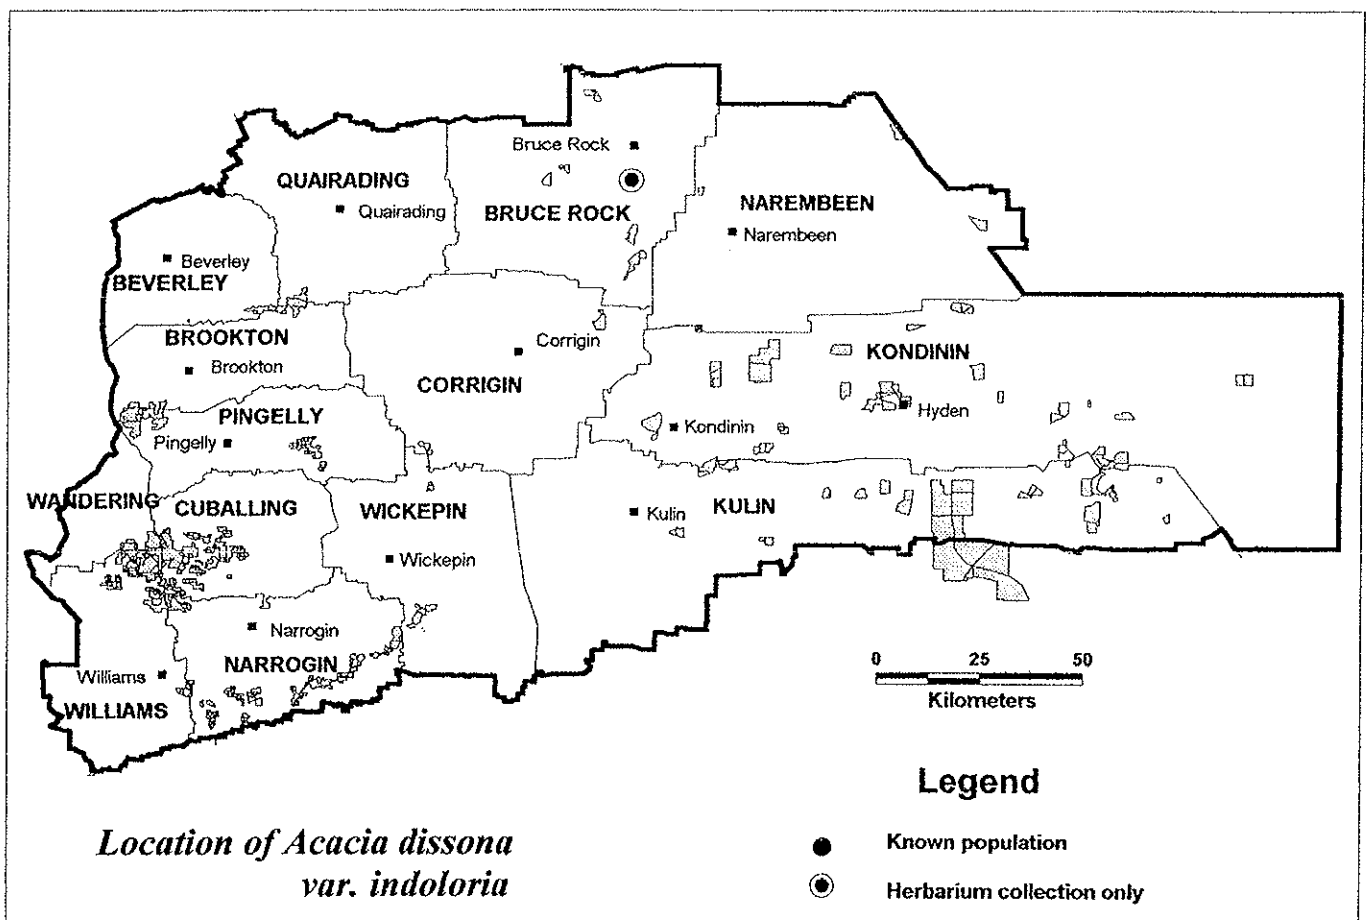 Bruce Rock
QUAIRADING
Quairading
BRUCE ROCK
NAREMBEEN
Narembeen
Beverley
BEVERLEY
BROOKTON
Brookton
Corrigin
CORRIGIN
KONDININ
Hyden
PINGELLY
Pingelly
Kondinin
WANDERING
CUBALLING
WICKEPIN
Wickepin
Kulin
KULIN
Narrogin
NARROGIN
Williams
WILLIAMS
0 25 50
Kilometers
Legend
Known population
Herbarium collection only
Location of Acacia dissona
var. indoloria